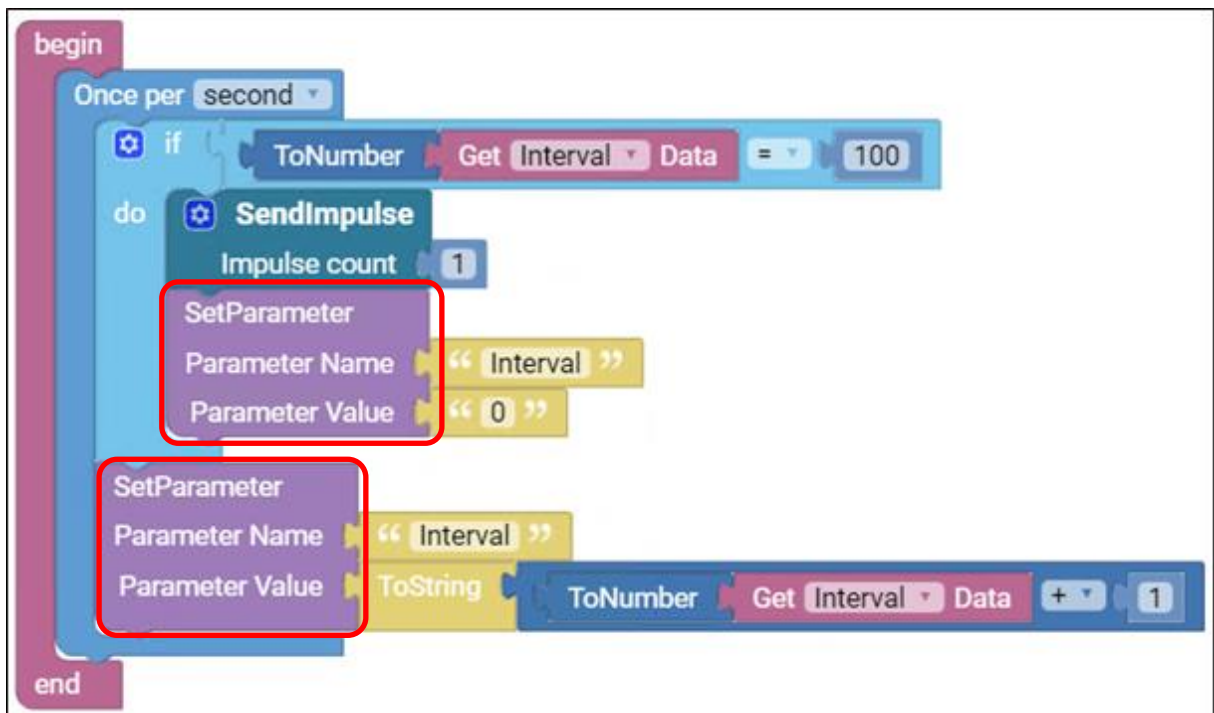 begin
Once per second
if ToNumber Get Interval Data = 100
do SendImpulse
Impulse count 1
SetParameter
Parameter Name “ Interval ”
Parameter Value “ 0 ”
SetParameter
Parameter Name “ Interval ”
Parameter Value ToString ToNumber Get Interval Data + 1
end